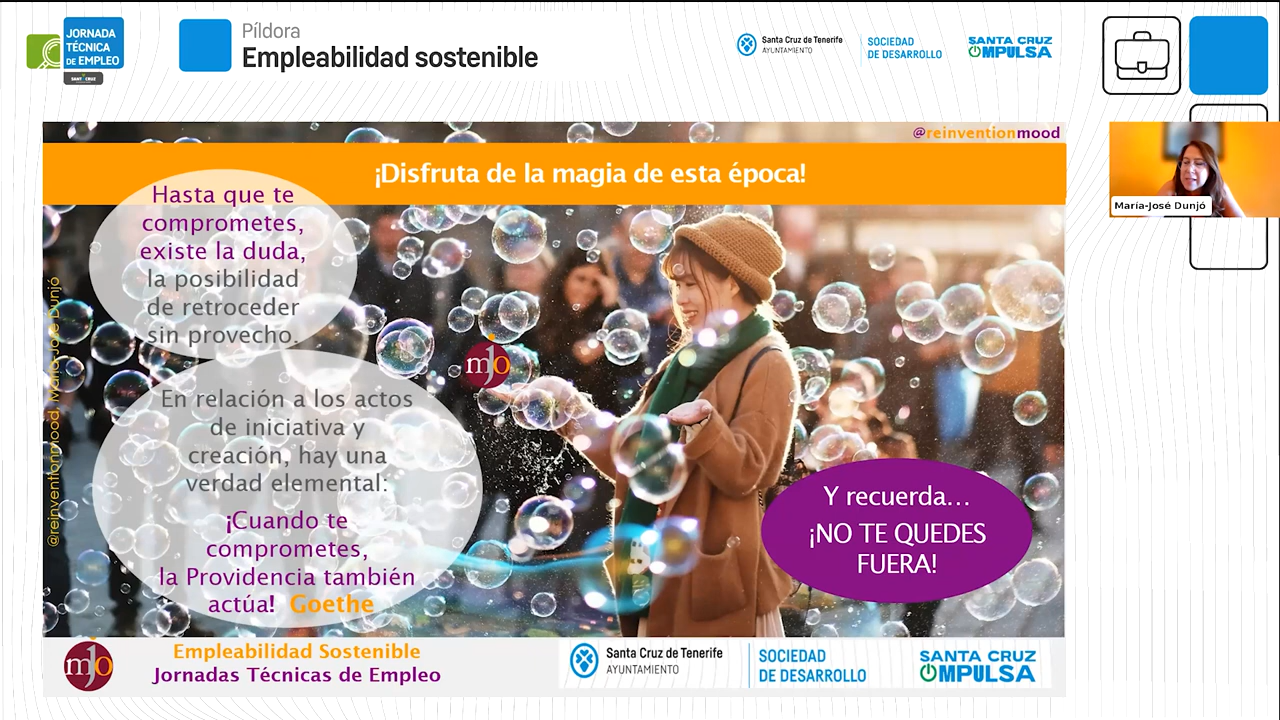 JORNADA
TÉCNICA
DE EMPLEO
SANTA CRUZ
Píldora
Empleabilidad sostenible
Santa Cruz de Tenerife
AYUNTAMIENTO
SOCIEDAD
DE DESARROLLO
SANTA CRUZ
OMPULSA
@reinventionmood
¡Disfruta de la magia de esta época!
María-José Dunjó
Hasta que te
comprometes,
existe la duda,
la posibilidad
de retroceder
sin provecho.
@reinventionmood, María José Dunjó
mJo
En relación a los actos
de iniciativa y
creación, hay una
verdad elemental:
¡Cuando te
comprometes,
la Providencia también
actúa! Goethe
Y recuerda...
¡NO TE QUEDES
FUERA!
mJo
Empleabilidad Sostenible
Jornadas Técnicas de Empleo
Santa Cruz de Tenerife
AYUNTAMIENTO
SOCIEDAD
DE DESARROLLO
SANTA CRUZ
OMPULSA